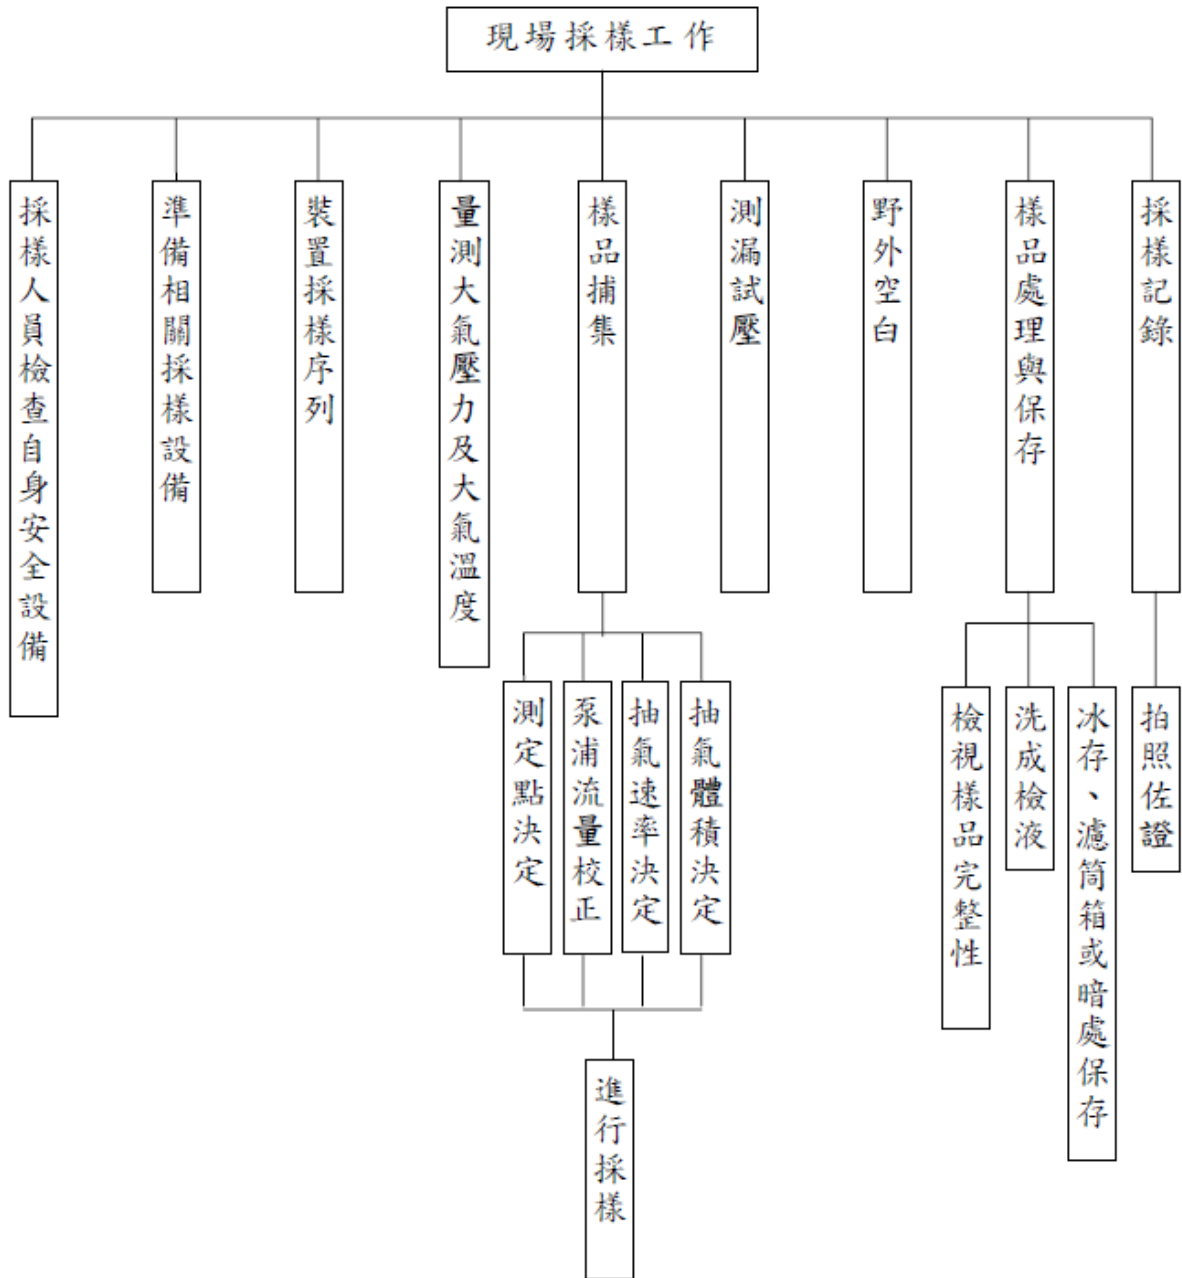 現場採樣工作
採樣人員檢查自身安全設備
準備相關採樣設備
裝置採樣序列
量測大氣壓力及大氣溫度
樣品捕集
測漏試壓
野外空白
樣品處理與保存
採樣記錄
測定點決定
泵浦流量校正
抽氣速率決定
抽氣體積決定
檢視樣品完整性
洗成檢液
冰存、濾筒箱或暗處保存
拍照佐證
進行採樣